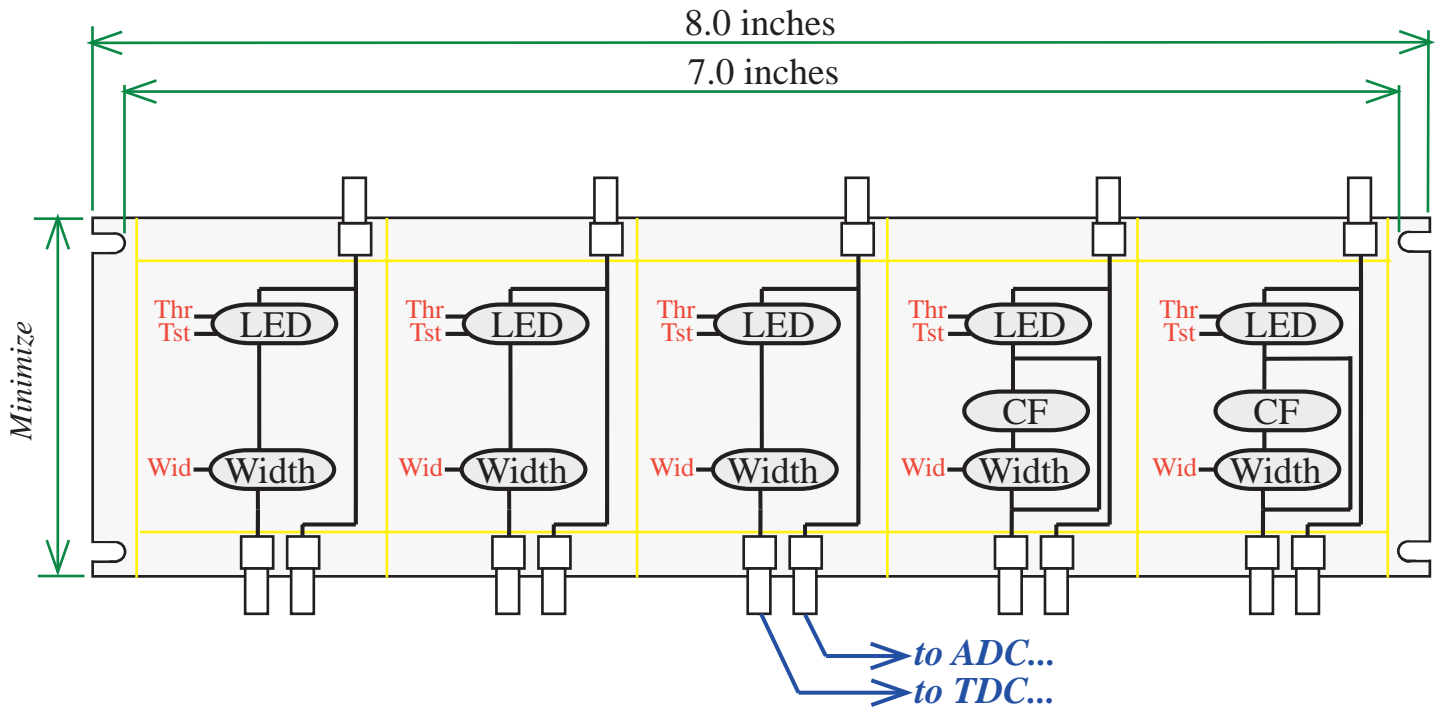 8.0 inches
7.0 inches
Minimize
Thr
Tst
LED
Thr
Tst
LED
Thr
Tst
LED
Thr
Tst
LED
Thr
Tst
LED
CF
CF
Wid
Width
Wid
Width
Wid
Width
Wid
Width
Wid
Width
to ADC...
to TDC...